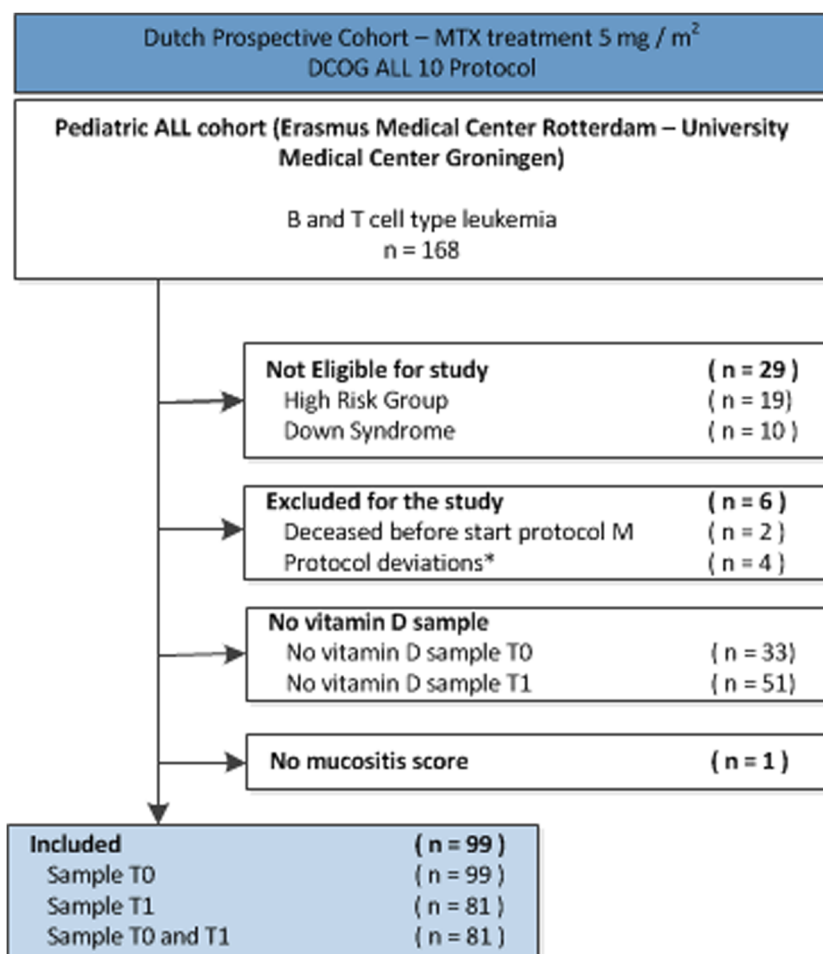 Dutch Prospective Cohort – MTX treatment 5 mg / m²
DCOG ALL 10 Protocol
Pediatric ALL cohort (Erasmus Medical Center Rotterdam – University
Medical Center Groningen)
B and T cell type leukemia
n = 168
Not Eligible for study ( n = 29 )
High Risk Group ( n = 19)
Down Syndrome ( n = 10 )
Excluded for the study ( n = 6 )
Deceased before start protocol M ( n = 2 )
Protocol deviations* ( n = 4 )
No vitamin D sample
No vitamin D sample T0 ( n = 33)
No vitamin D sample T1 ( n = 51)
No mucositis score ( n = 1 )
Included ( n = 99 )
Sample T0 ( n = 99 )
Sample T1 ( n = 81 )
Sample T0 and T1 ( n = 81 )